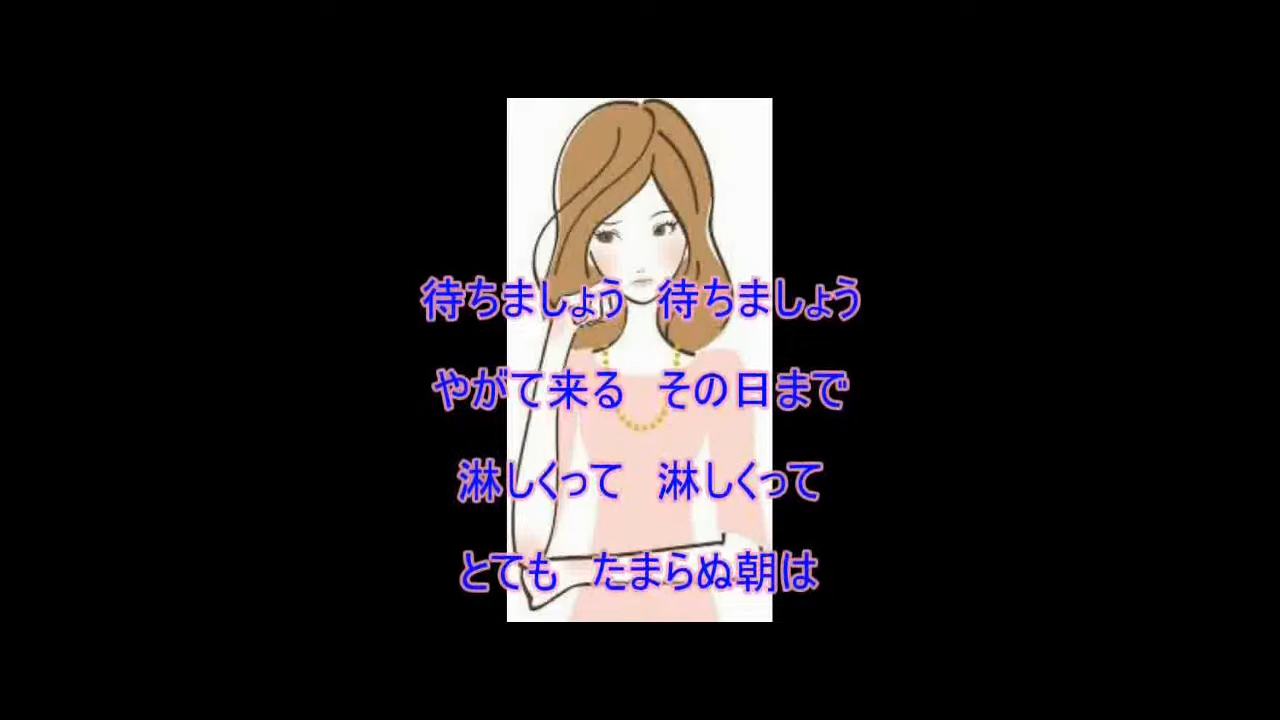 待ちましょう　待ちましょう
やがて来る　その日まで
淋しくって　淋しくって
とても　たまらぬ朝は